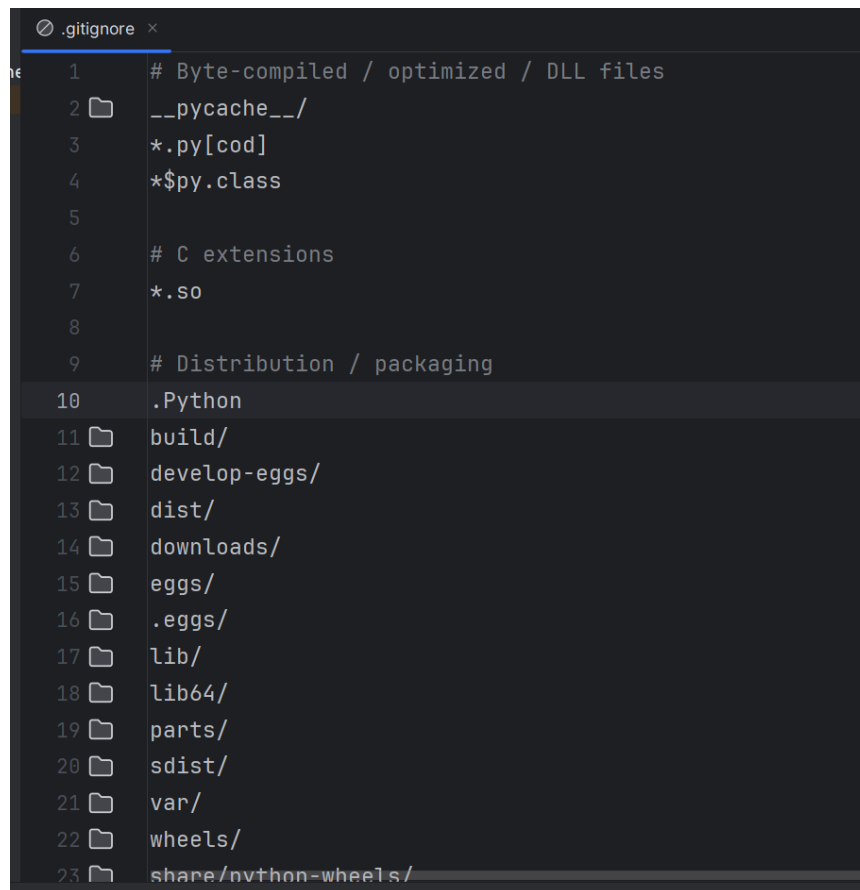 .gitignore ×
1 # Byte-compiled / optimized / DLL files
2 __pycache__/
3 *.py[cod]
4 *$py.class
5
6 # C extensions
7 *.so
8
9 # Distribution / packaging
10 .Python
11 build/
12 develop-eggs/
13 dist/
14 downloads/
15 eggs/
16 .eggs/
17 lib/
18 lib64/
19 parts/
20 sdist/
21 var/
22 wheels/
23 share/python-wheels/